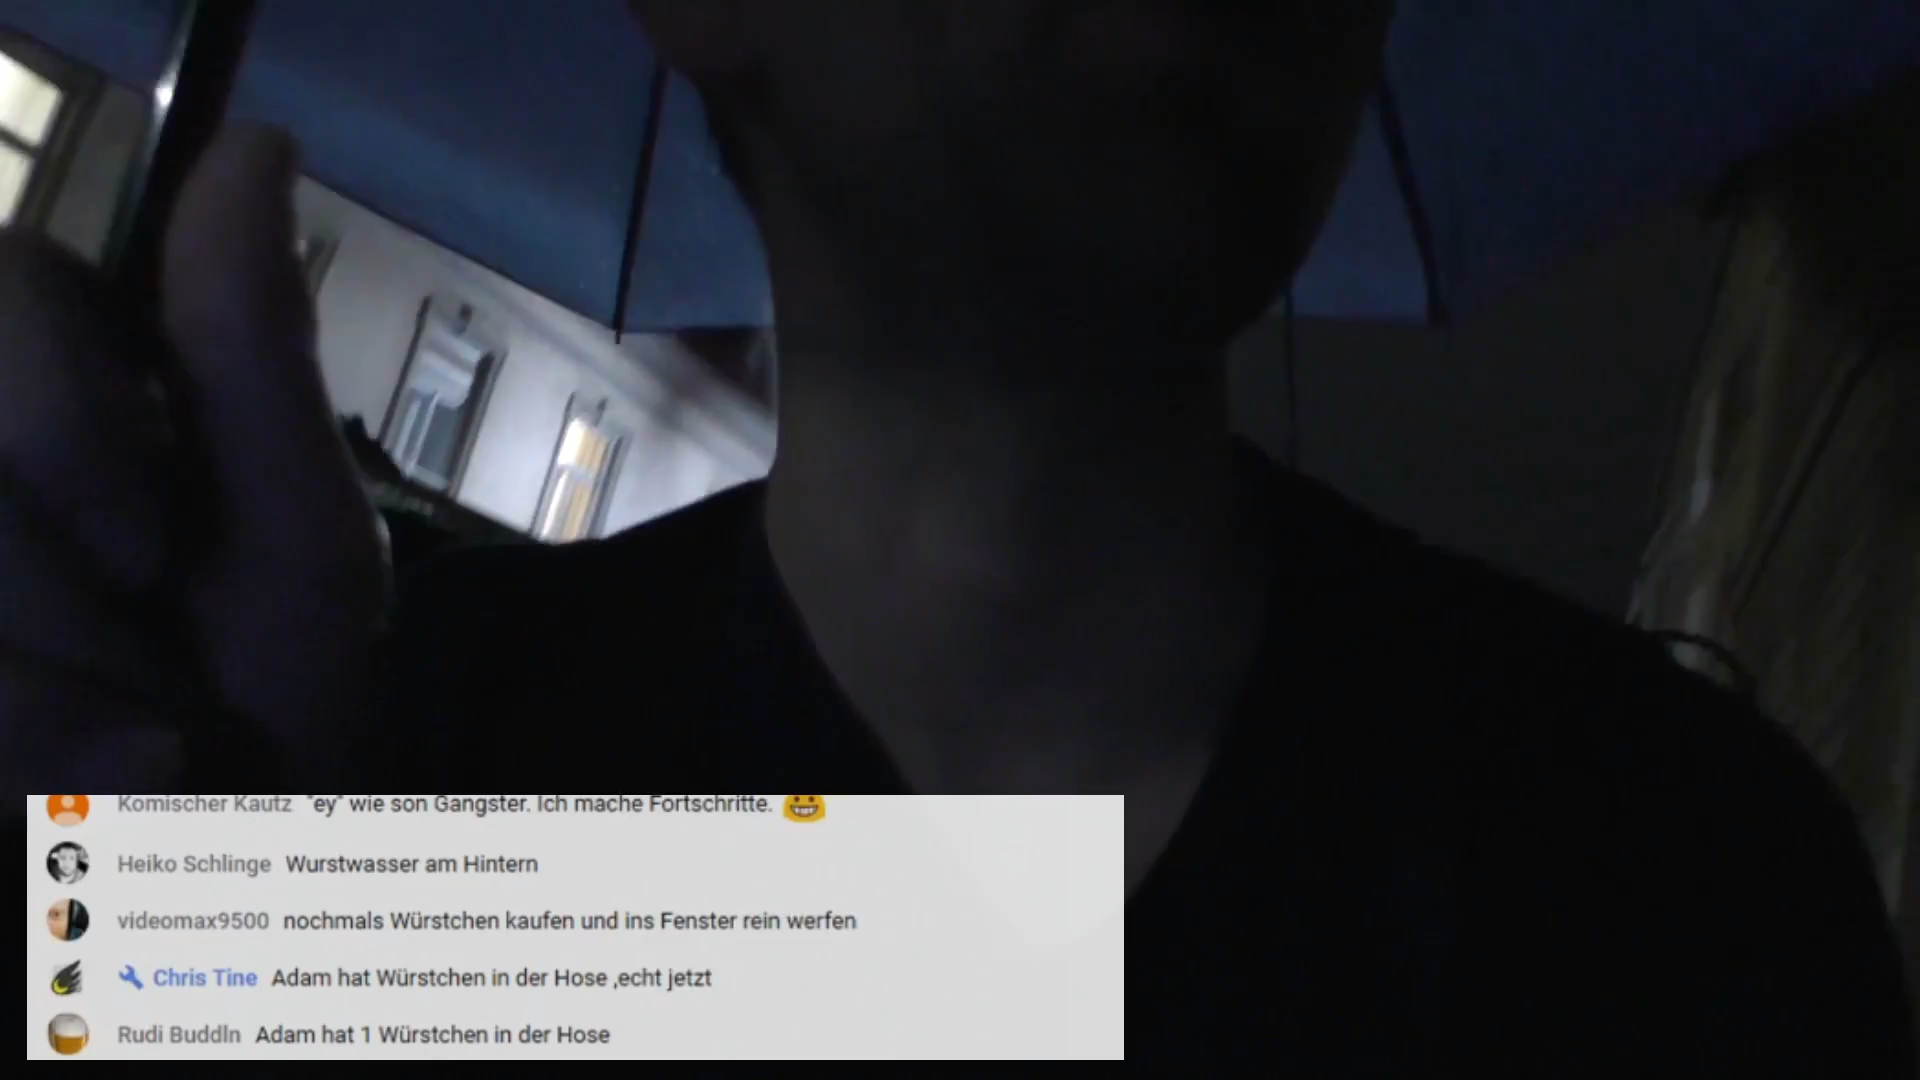 Komischer Kautz "ey" wie son Gangster. Ich mache Fortschritte. 😀
Heiko Schlinge Wurstwasser am Hintern
videomax9500 nochmals Würstchen kaufen und ins Fenster rein werfen
Chris Tine Adam hat Würstchen in der Hose ,echt jetzt
Rudi Buddln Adam hat 1 Würstchen in der Hose